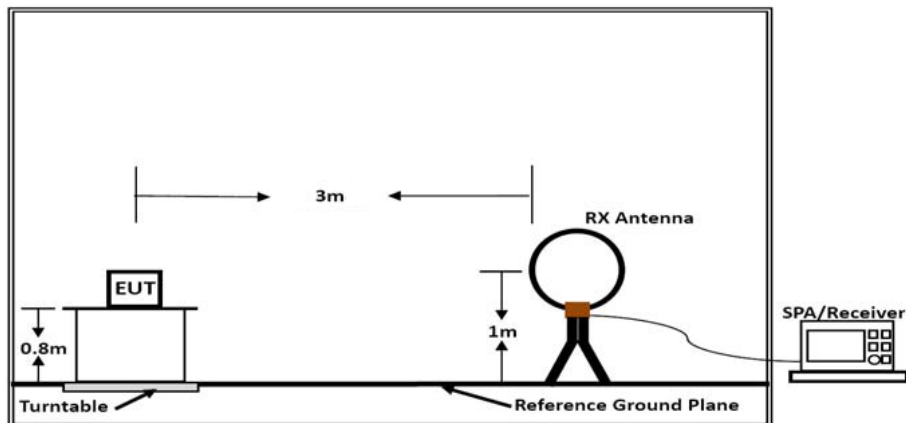 3m
RX Antenna
EUT
SPA/Receiver
1m
0.8m
Turntable
Reference Ground Plane